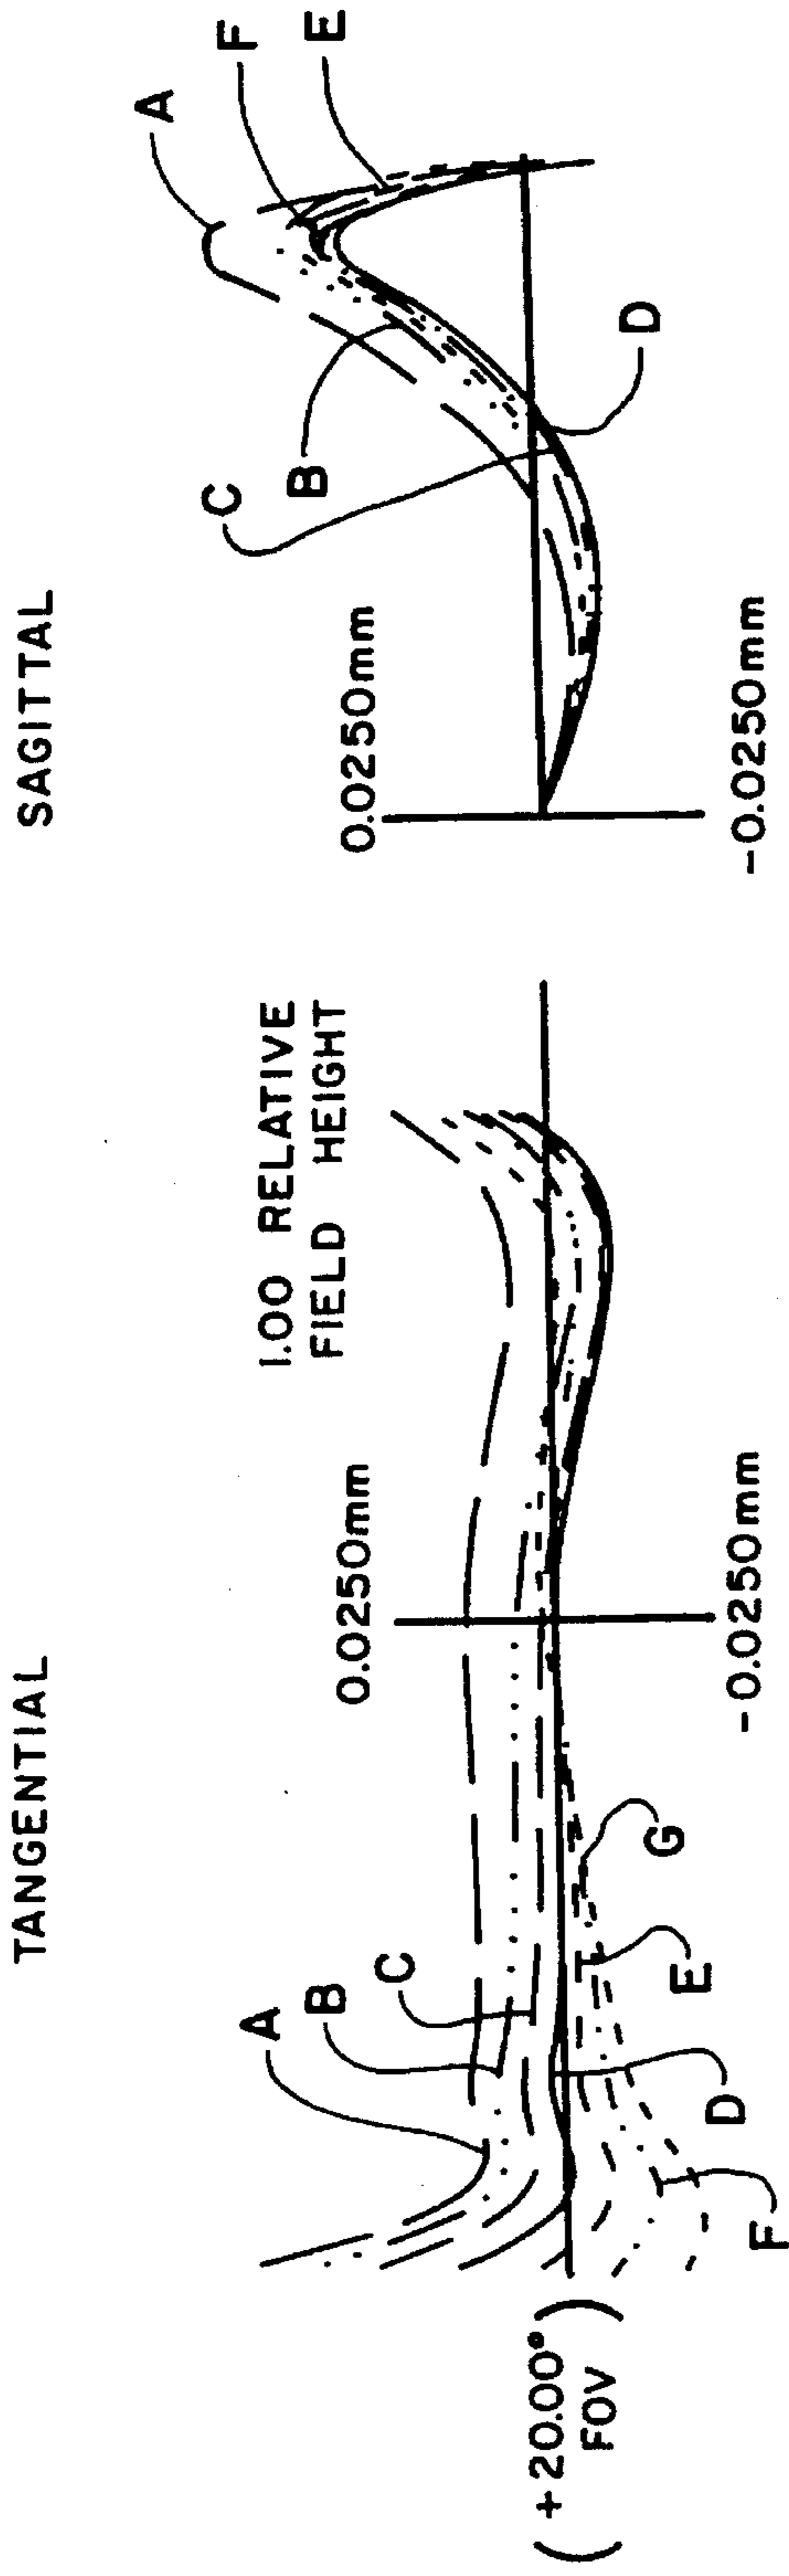 TANGENTIAL
SAGITTAL
1.00 RELATIVE
FIELD HEIGHT
0.0250mm
-0.0250mm
A
B
C
D
E
F
G
(+20.00°
FOV)
0.0250mm
-0.0250mm
A
B
C
D
E
F